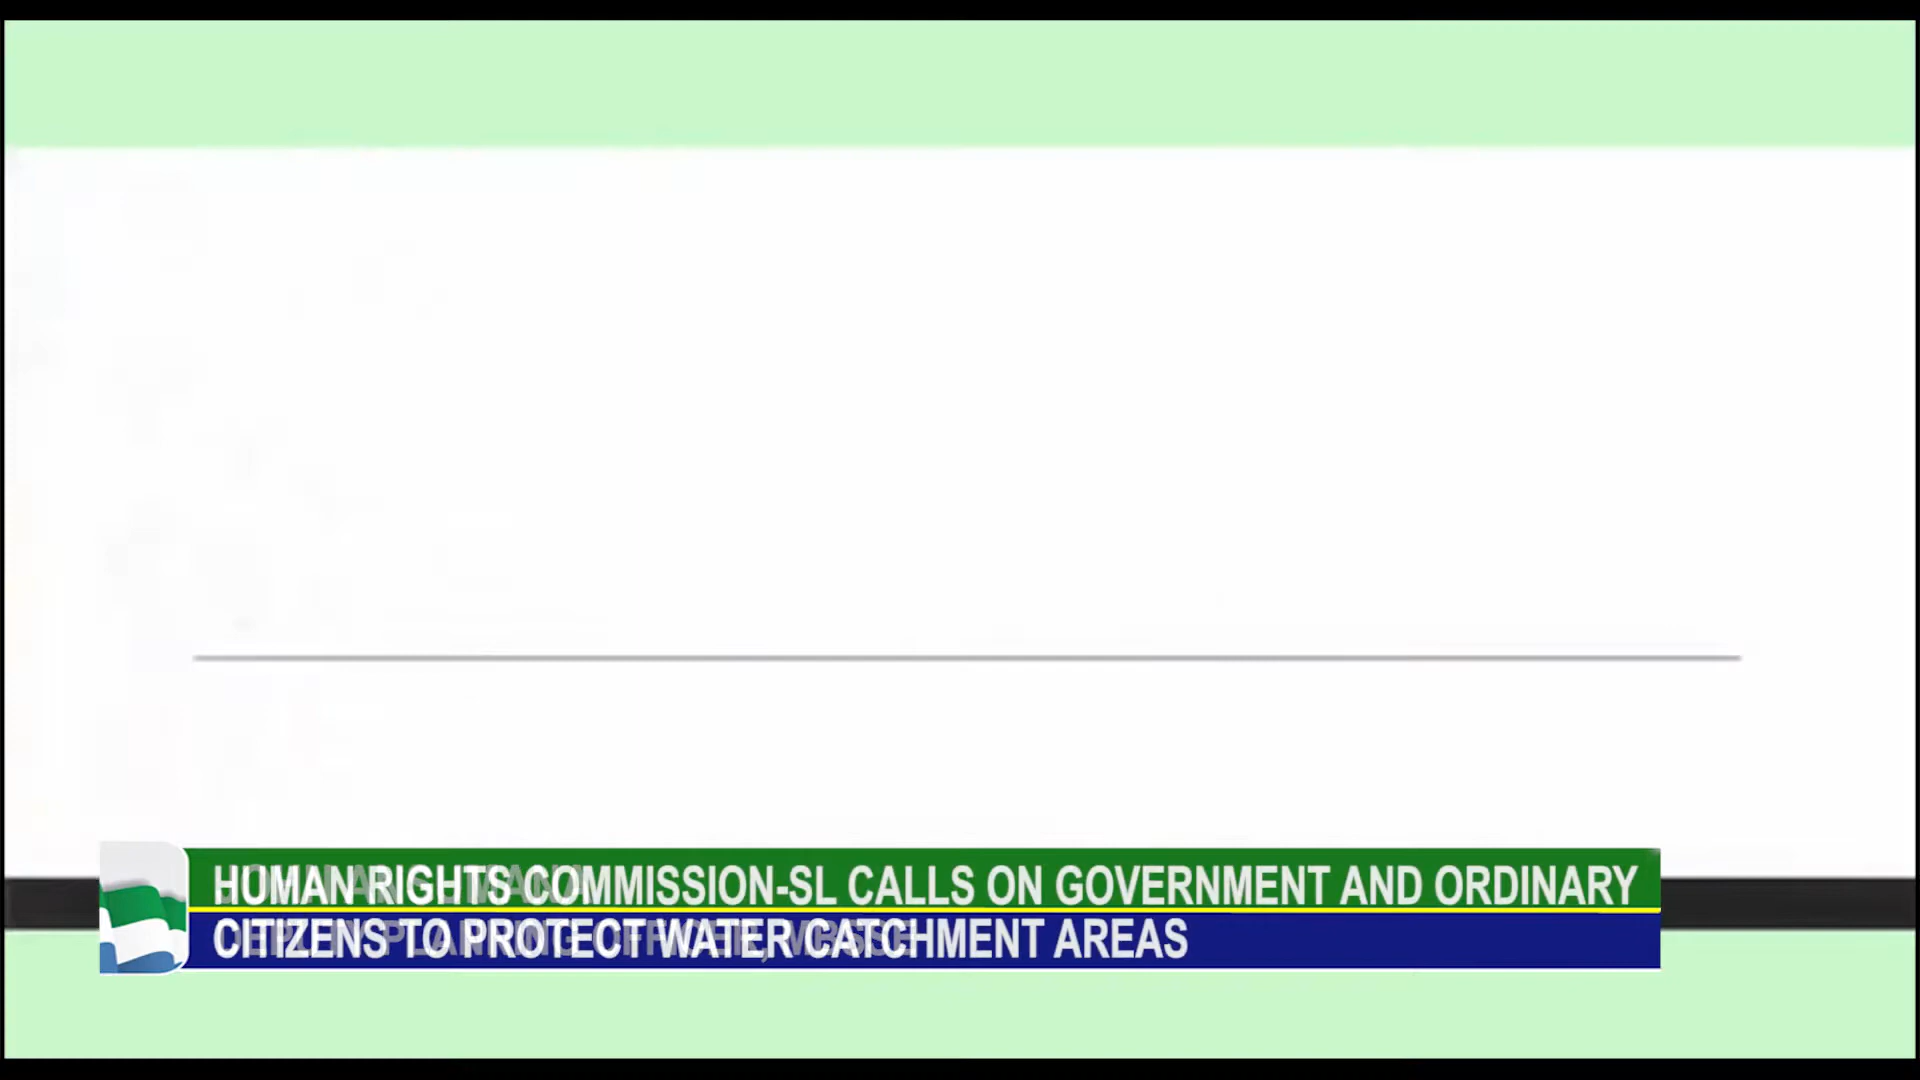 HUMAN RIGHTS COMMISSION-SL CALLS ON GOVERNMENT AND ORDINARY
CITIZENS TO PROTECT WATER CATCHMENT AREAS